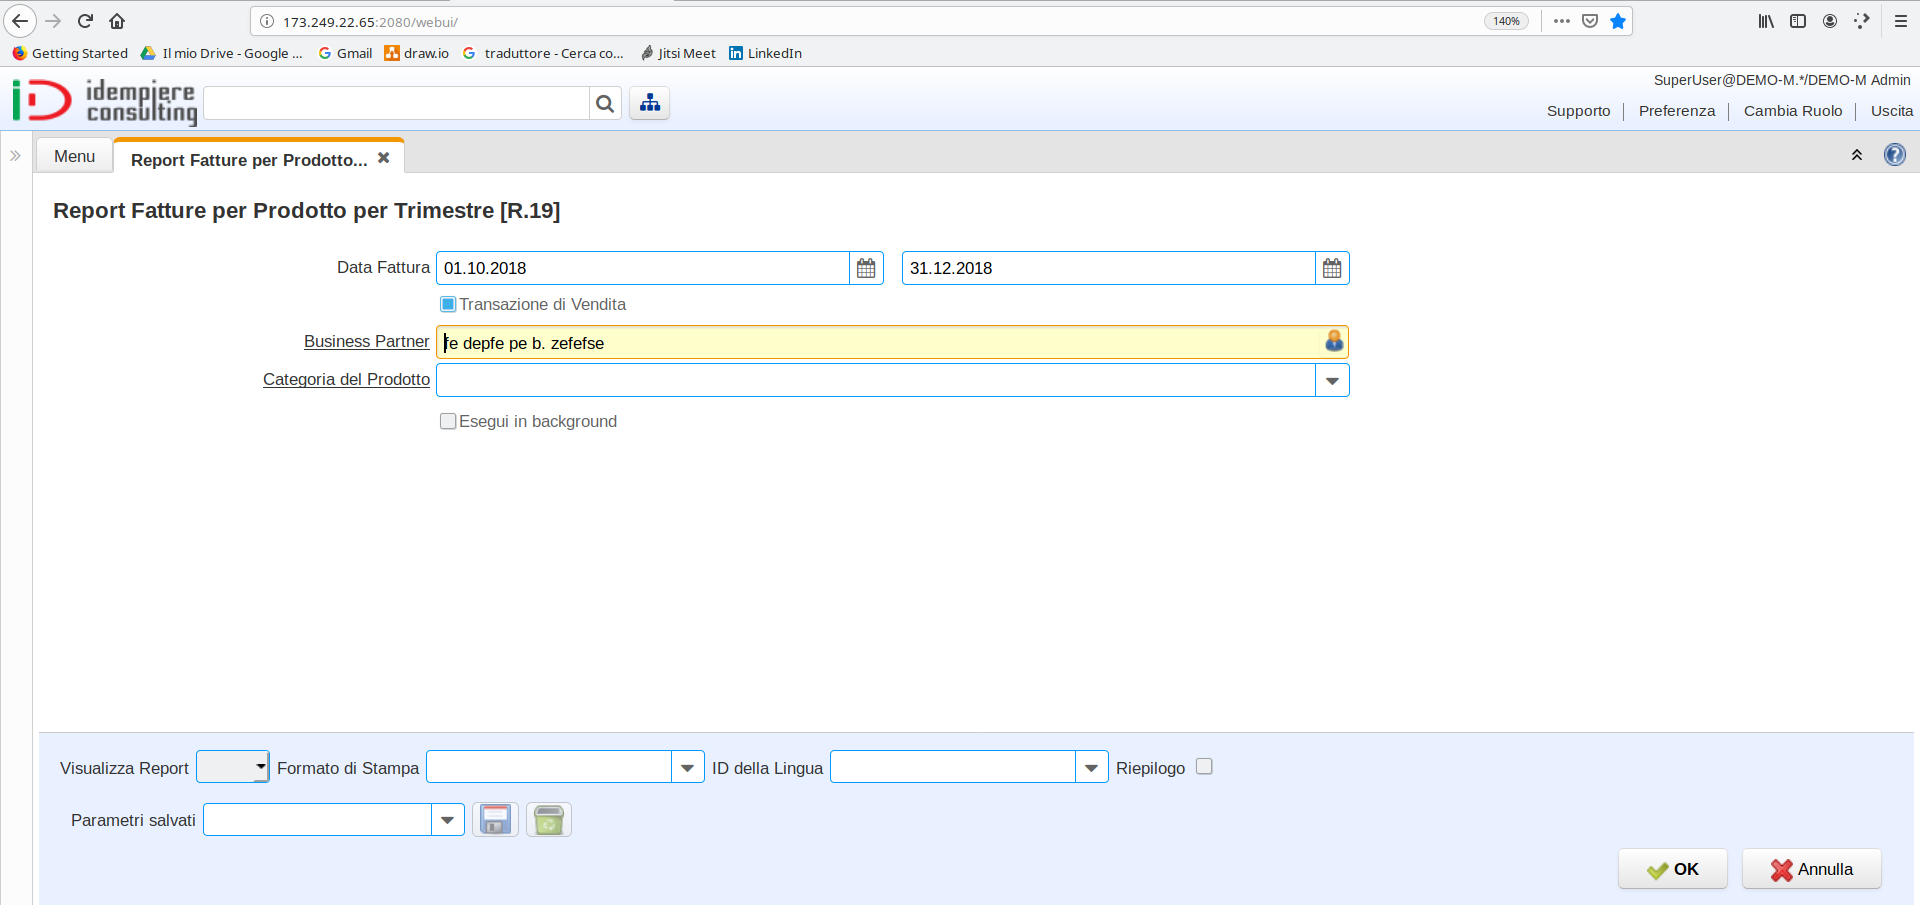 173.249.22.65:2080/webui/
140%
Getting Started
Il mio Drive - Google ...
Gmail
draw.io
traduttore - Cerca co...
Jitsi Meet
LinkedIn
idempiere
consulting
SuperUser@DEMO-M.*/DEMO-M Admin
Supporto
Preferenza
Cambia Ruolo
Uscita
Menu
Report Fatture per Prodotto...
Report Fatture per Prodotto per Trimestre [R.19]
Data Fattura
01.10.2018
31.12.2018
Transazione di Vendita
Business Partner
fe depfe pe b. zefefse
Categoria del Prodotto
Esegui in background
Visualizza Report
Formato di Stampa
ID della Lingua
Riepilogo
Parametri salvati
OK
Annulla